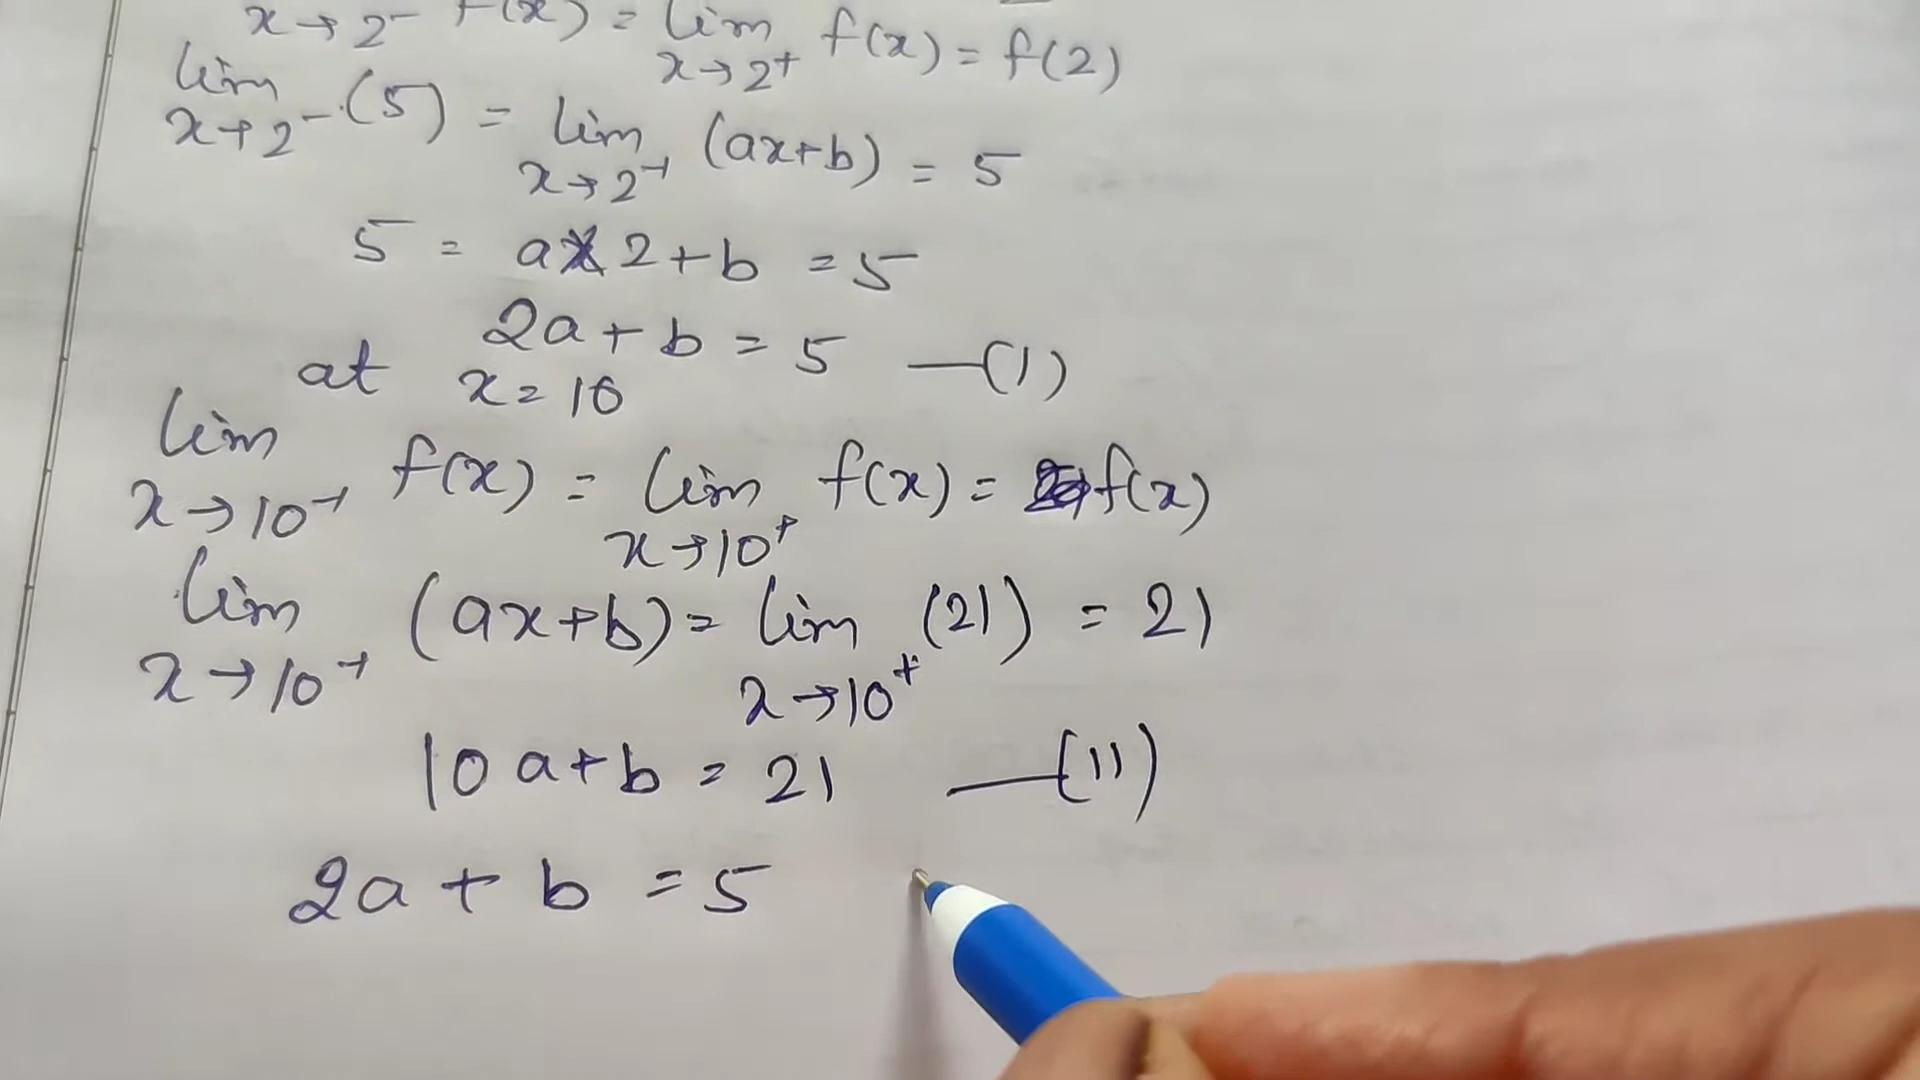 x→2⁻ f(x) = lim x→2⁺ f(x) = f(2)
lim x→2⁻ (5) = lim x→2⁺ (ax+b) = 5
5 = a× 2+b = 5
2a + b = 5 —(1)
at x = 10
lim x→10⁻ f(x) = lim x→10⁺ f(x) = f(x)
lim x→10⁻ (ax+b) = lim x→10⁺ (21) = 21
10 a+b = 21 —(11)
2a + b = 5